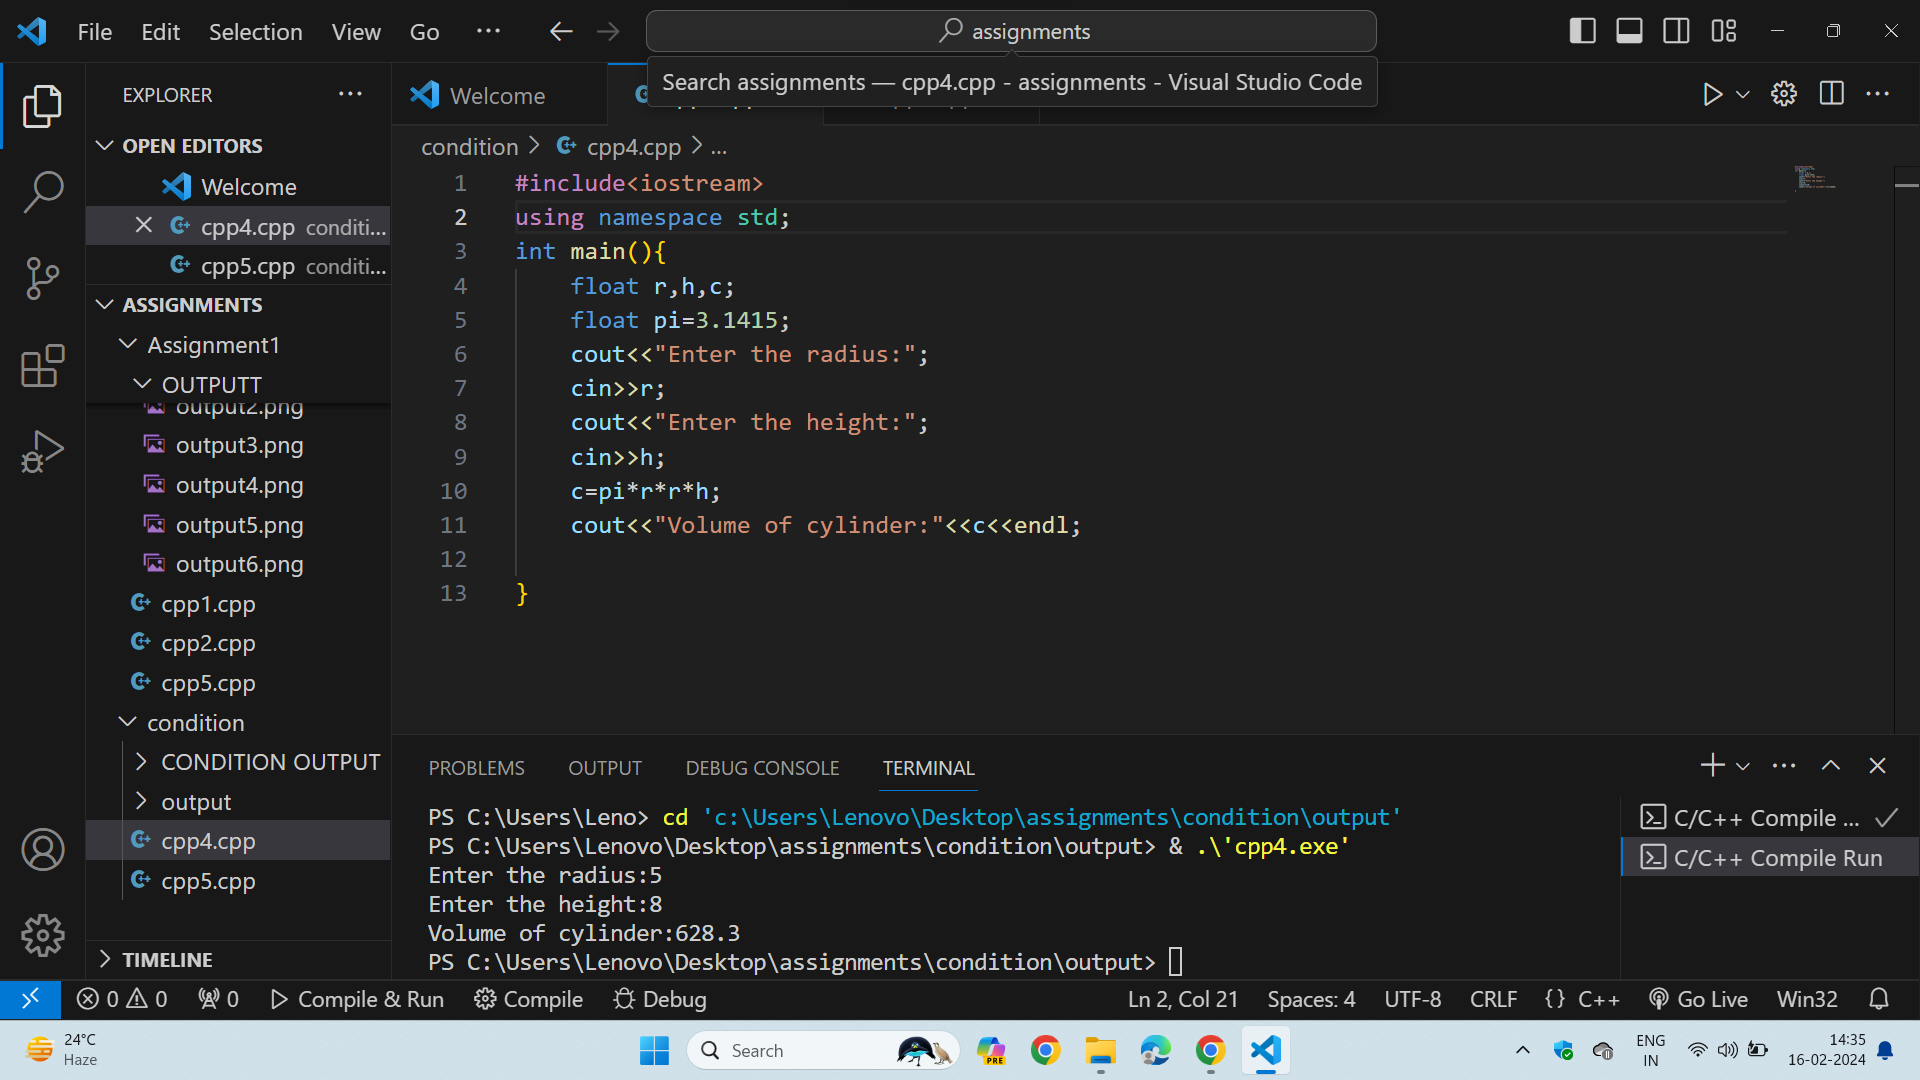 File Edit Selection View Go ··· assignments
Search assignments — cpp4.cpp - assignments - Visual Studio Code
EXPLORER ···
Welcome
OPEN EDITORS
Welcome
cpp4.cpp conditi...
cpp5.cpp conditi...
ASSIGNMENTS
Assignment1
OUTPUTT
output2.png
output3.png
output4.png
output5.png
output6.png
cpp1.cpp
cpp2.cpp
cpp5.cpp
condition
CONDITION OUTPUT
output
cpp4.cpp
cpp5.cpp
TIMELINE
condition > cpp4.cpp > ...
1 #include<iostream>
2 using namespace std;
3 int main(){
4 float r,h,c;
5 float pi=3.1415;
6 cout<<"Enter the radius:";
7 cin>>r;
8 cout<<"Enter the height:";
9 cin>>h;
10 c=pi*r*r*h;
11 cout<<"Volume of cylinder:"<<c<<endl;
12
13 }
PROBLEMS OUTPUT DEBUG CONSOLE TERMINAL
PS C:\Users\Leno> cd 'c:\Users\Lenovo\Desktop\assignments\condition\output'
PS C:\Users\Lenovo\Desktop\assignments\condition\output> & .\'cpp4.exe'
Enter the radius:5
Enter the height:8
Volume of cylinder:628.3
PS C:\Users\Lenovo\Desktop\assignments\condition\output>
C/C++ Compile ...
C/C++ Compile Run
0 0 0 Compile & Run Compile Debug Ln 2, Col 21 Spaces: 4 UTF-8 CRLF {} C++ Go Live Win32
24°C
Haze
Search
PRE
ENG
IN
14:35
16-02-2024